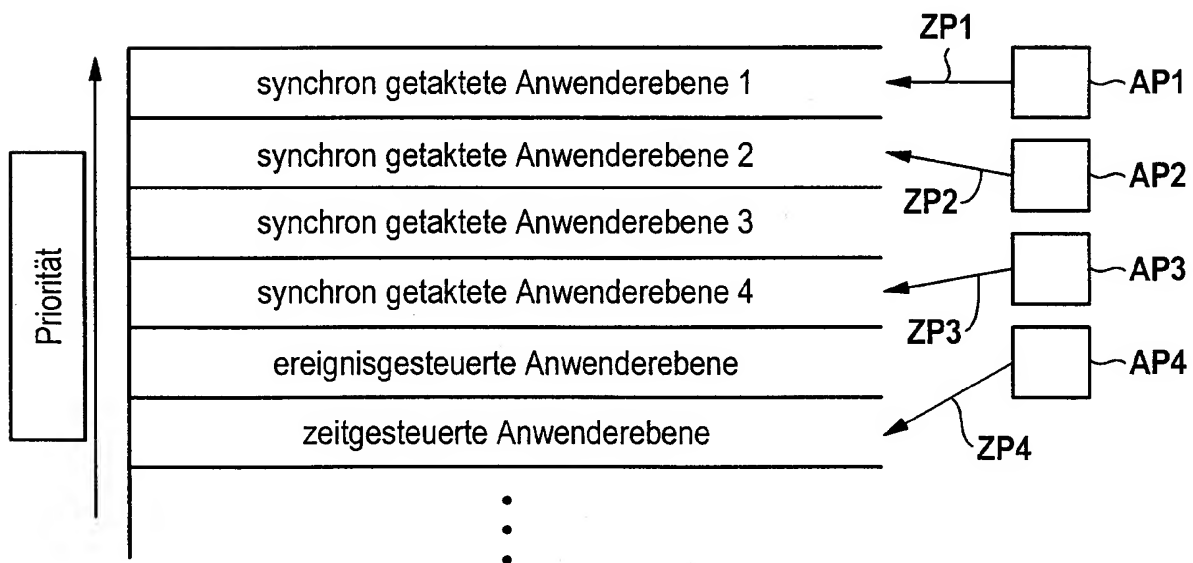 ZP1
synchron getaktete Anwenderebene 1
AP1
synchron getaktete Anwenderebene 2
AP2
ZP2
synchron getaktete Anwenderebene 3
Priorität
AP3
synchron getaktete Anwenderebene 4
ZP3
ereignisgesteuerte Anwenderebene
AP4
zeitgesteuerte Anwenderebene
ZP4